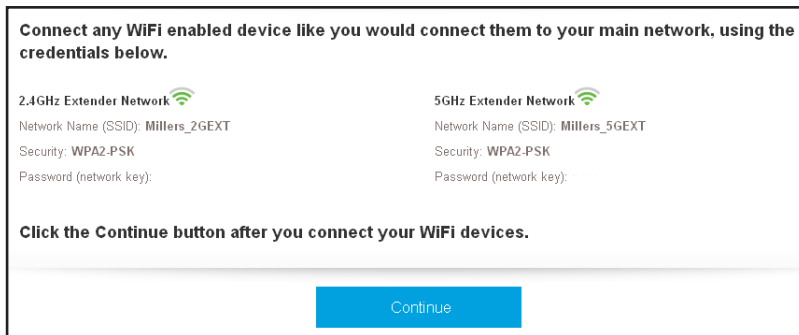 Connect any WiFi enabled device like you would connect them to your main network, using the
credentials below.
2.4GHz Extender Network
Network Name (SSID): Millers_2GEXT
Security: WPA2-PSK
Password (network key):
5GHz Extender Network
Network Name (SSID): Millers_5GEXT
Security: WPA2-PSK
Password (network key):
Click the Continue button after you connect your WiFi devices.
Continue